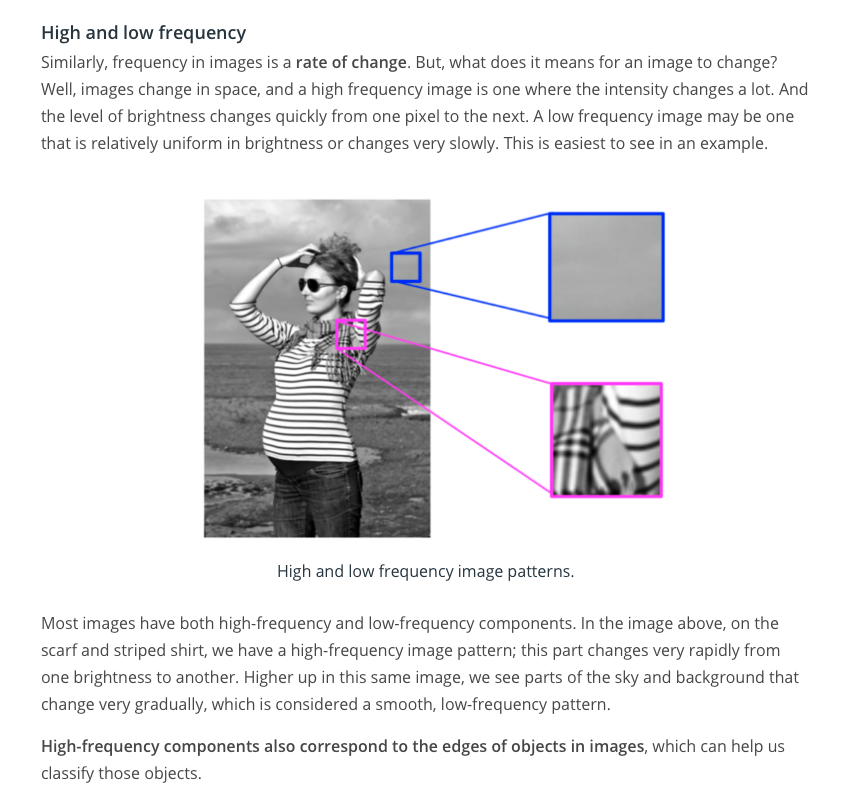 High and low frequency
Similarly, frequency in images is a rate of change. But, what does it means for an image to change?
Well, images change in space, and a high frequency image is one where the intensity changes a lot. And
the level of brightness changes quickly from one pixel to the next. A low frequency image may be one
that is relatively uniform in brightness or changes very slowly. This is easiest to see in an example.
High and low frequency image patterns.
Most images have both high-frequency and low-frequency components. In the image above, on the
scarf and striped shirt, we have a high-frequency image pattern; this part changes very rapidly from
one brightness to another. Higher up in this same image, we see parts of the sky and background that
change very gradually, which is considered a smooth, low-frequency pattern.
High-frequency components also correspond to the edges of objects in images, which can help us
classify those objects.